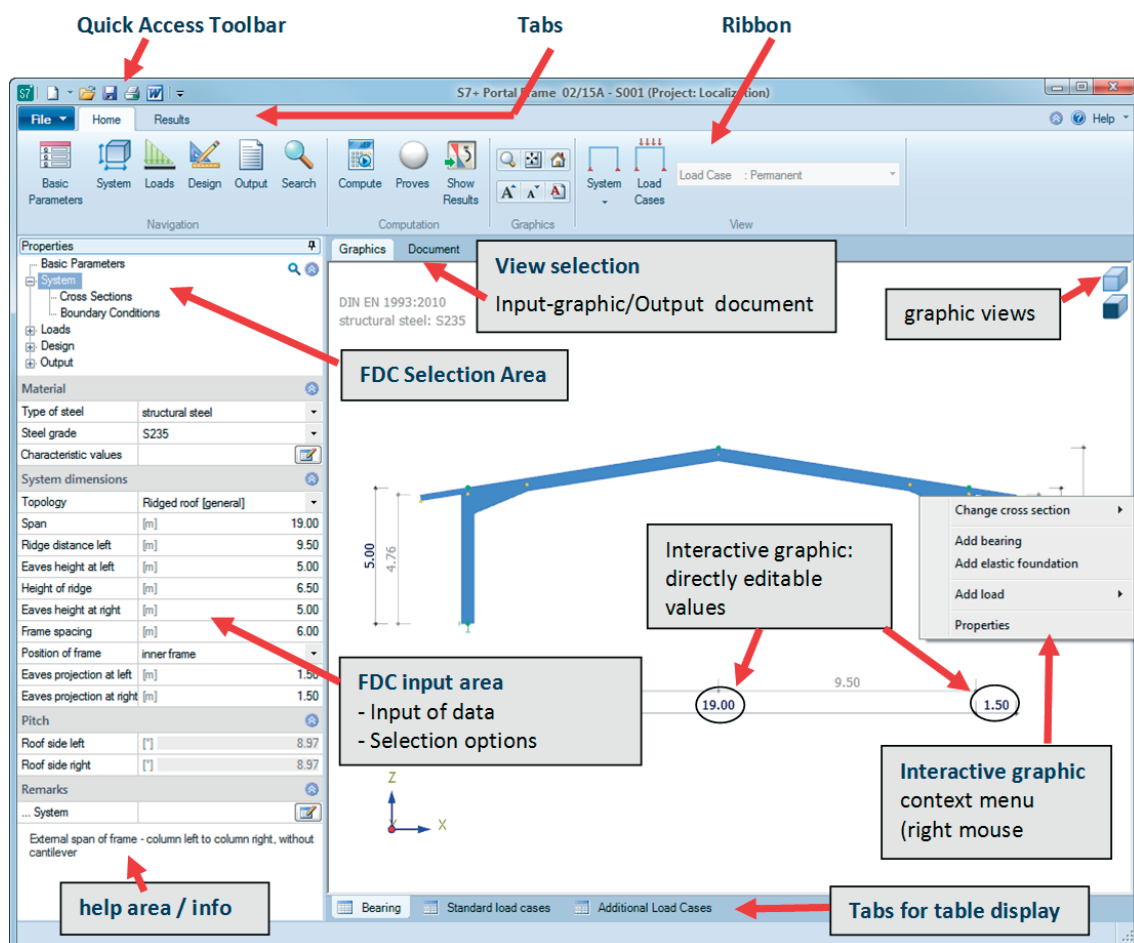 Quick Access Toolbar
Tabs
Ribbon
S7+ Portal Frame 02/15A - S001 (Project: Localization)
File
Home
Results
Help
Basic Parameters
System
Loads
Design
Output
Search
Compute
Proves
Show Results
System
Load Cases
Load Case : Permanent
Navigation
Computation
Graphics
View
Properties
Basic Parameters
System
Cross Sections
Boundary Conditions
Loads
Design
Output
FDC Selection Area
Material
Type of steel structural steel
Steel grade S235
Characteristic values
System dimensions
Topology Ridged roof [general]
Span [m] 19.00
Ridge distance left [m] 9.50
Eaves height at left [m] 5.00
Height of ridge [m] 6.50
Eaves height at right [m] 5.00
Frame spacing [m] 6.00
Position of frame inner frame
Eaves projection at left [m] 1.50
Eaves projection at right [m] 1.50
Pitch
Roof side left [°] 8.97
Roof side right [°] 8.97
Remarks
... System
External span of frame - column left to column right, without
cantilever
help area / info
Graphics
Document
View selection
Input-graphic/Output document
DIN EN 1993:2010
structural steel: S235
graphic views
5.00
4.76
Interactive graphic:
directly editable
values
Change cross section
Add bearing
Add elastic foundation
Add load
Properties
FDC input area
- Input of data
- Selection options
19.00
9.50
1.50
Interactive graphic
context menu
(right mouse
Z
Y
X
Bearing
Standard load cases
Additional Load Cases
Tabs for table display